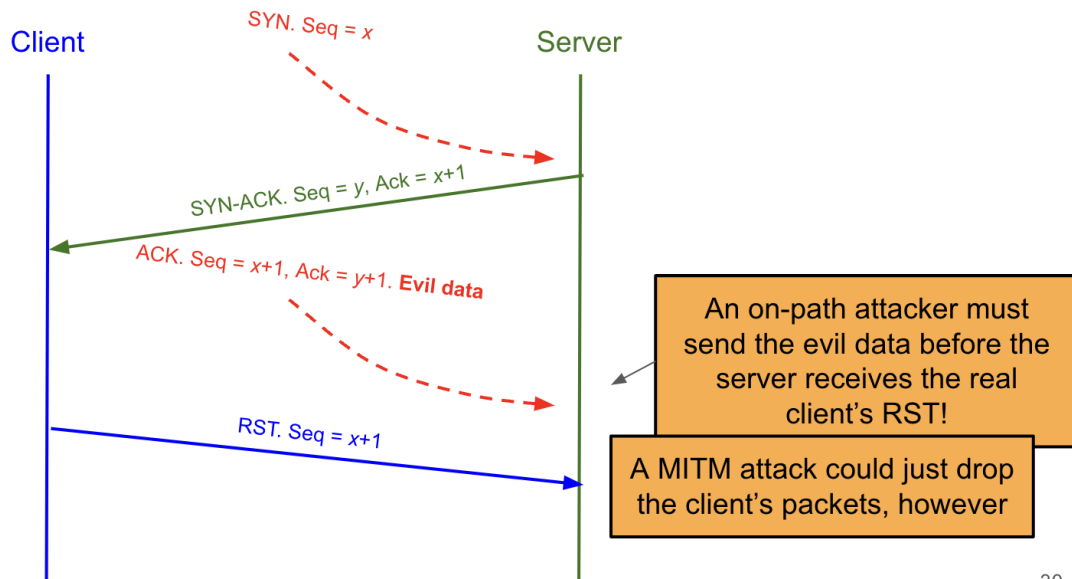 SYN. Seq = x
Client
Server
SYN-ACK. Seq = y, Ack = x+1
ACK. Seq = x+1, Ack = y+1. Evil data
An on-path attacker must
send the evil data before the
server receives the real
client’s RST!
RST. Seq = x+1
A MITM attack could just drop
the client’s packets, however